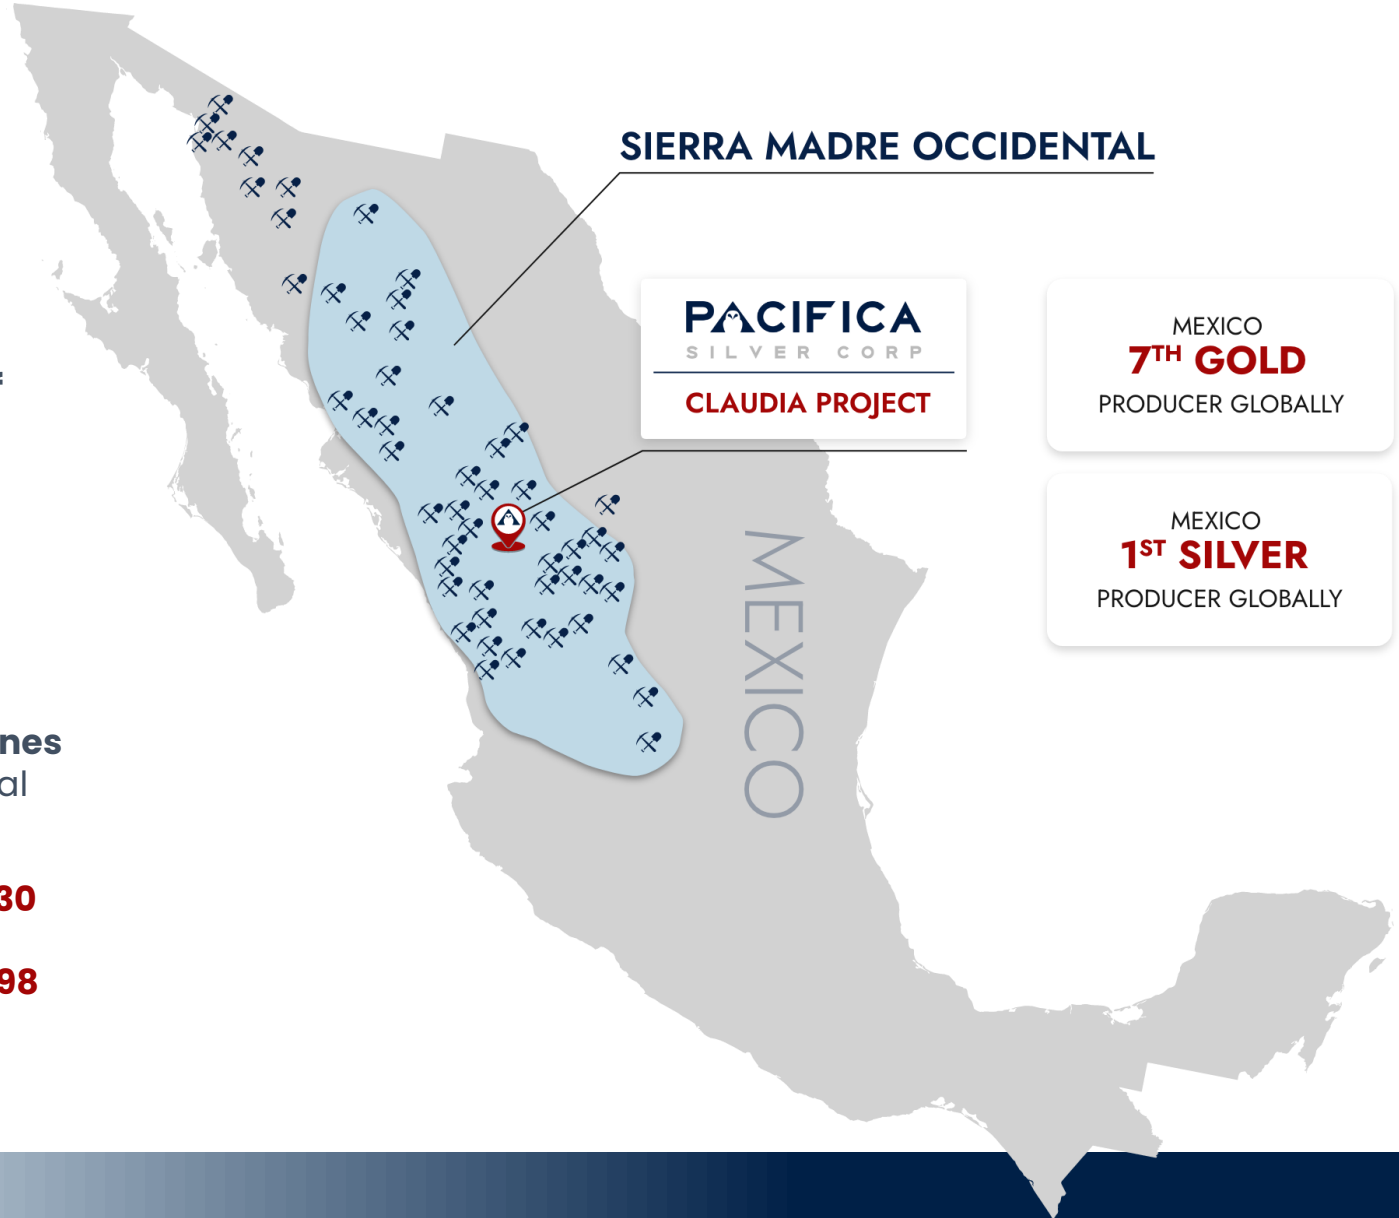 SIERRA MADRE OCCIDENTAL
PACIFICA
SILVER CORP
CLAUDIA PROJECT
MEXICO
7TH GOLD
PRODUCER GLOBALLY
MEXICO
1ST SILVER
PRODUCER GLOBALLY
MEXICO
nes
al
30
98